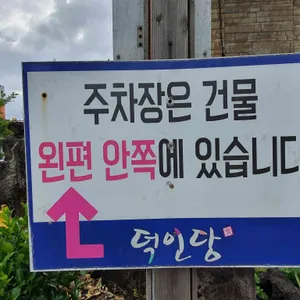 주차장은 건물
왼편 안쪽에 있습니다
덕인당